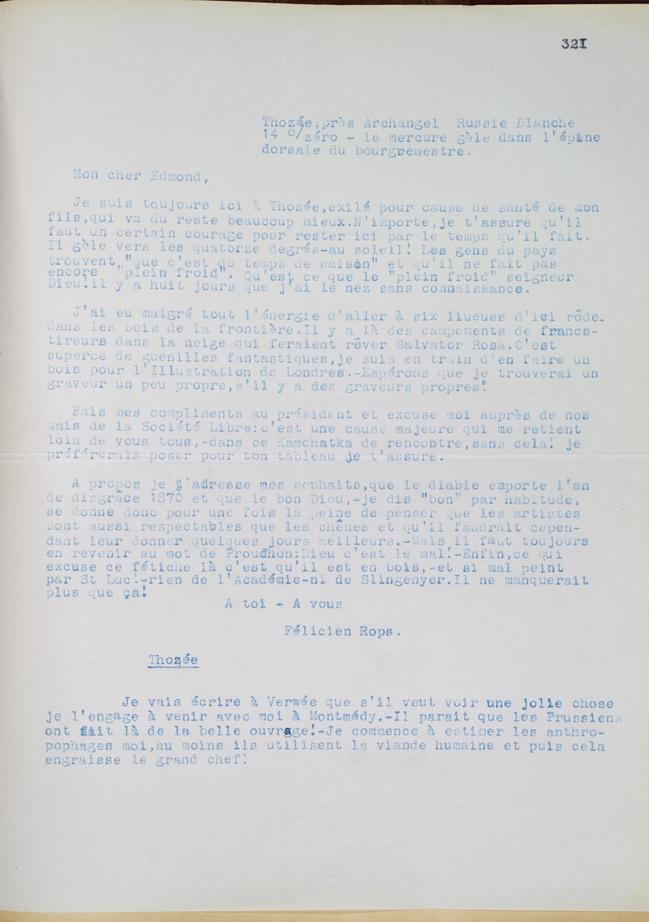 321
Thozée,près Archangel Russie Blanche
14 o/zéro - le mercure gèle dans l'épine
dorsale du bourguemestre.
Mon cher Edmond,
Je suis toujours ici à Thozée,exilé pour cause de santé de mon
fils,qui va du reste beaucoup mieux.N'importe,je t'assure qu'il
faut un certain courage pour rester ici par le temps qu'il fait.
Il gèle vers les quatorze degrés-au soleil! Les gens du pays
trouvent,"que c'est du temps de saison" et qu'il ne fait pas
encore "plein froid". Qu'est ce que le "plein froid" seigneur
Dieu!il y a huit jours que j'ai le nez sans connaissance.
J'ai eu malgré tout l'énergie d'aller à six liueues d'ici rôder
dans les bois de la frontière.Il y a là des campements de francs-
tireurs dans la neige qui feraient rêver Salvator Rosa.C'est
superbe de guenilles fantastiques,je suis en train d'en faire un
bois pour l'Illustration de Londres.-Espérons que je trouverai un
graveur un peu propre,s'il y a des graveurs propres!
Fais mes compliments au président et excuse moi auprès de nos
amis de la Société Libre:c'est une cause majeure qui me retient
loin de vous tous,-dans ce Kamchatka de rencontre,sans cela! je
préférerais poser pour ton tableau je t'assure.
A propos je t'adresse mes souhaits,que le diable emporte l'an
de disgrâce 1870 et que le bon Dieu,-je dis "bon" par habitude,
se donne donc pour une fois la peine de penser que les artistes
sont aussi respectables que les chênes et qu'il faudrait cepen-
dant leur donner quelques jours meilleurs.-Mais il faut toujours
en revenir au mot de Proudhon:Dieu c'est le mal!-Enfin,ce qui
excuse ce fétiche là c'est qu'il est en bois,-et si mal peint
par St Luc!-rien de l'Académie-ni de Slingenyer.Il ne manquerait
plus que ça!
A toi - A vous
Félicien Rops.
Thozée
Je vais écrire à Verwée que s'il veut voir une jolie chose
je l'engage à venir avec moi à Montmédy.-Il parait que les Prussiens
ont fait là de la belle ouvrage!-Je commence à estimer les anthro-
pophages moi,au moins ils utilisent la viande humaine et puis cela
engraisse le grand chef!